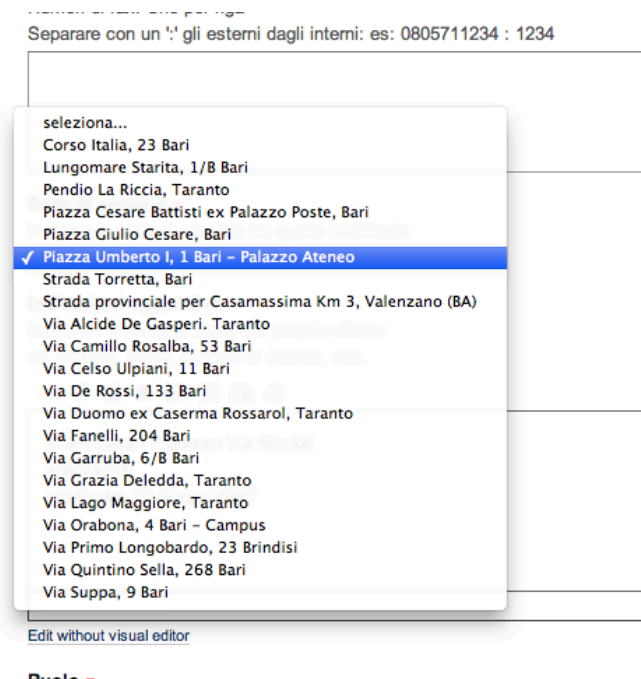 Separare con un ':' gli esterni dagli interni: es: 0805711234 : 1234
seleziona...
Corso Italia, 23 Bari
Lungomare Starita, 1/B Bari
Pendio La Riccia, Taranto
Piazza Cesare Battisti ex Palazzo Poste, Bari
Piazza Giulio Cesare, Bari
✓ Piazza Umberto I, 1 Bari – Palazzo Ateneo
Strada Torretta, Bari
Strada provinciale per Casamassima Km 3, Valenzano (BA)
Via Alcide De Gasperi. Taranto
Via Camillo Rosalba, 53 Bari
Via Celso Ulpiani, 11 Bari
Via De Rossi, 133 Bari
Via Duomo ex Caserma Rossarol, Taranto
Via Fanelli, 204 Bari
Via Garruba, 6/B Bari
Via Grazia Deledda, Taranto
Via Lago Maggiore, Taranto
Via Orabona, 4 Bari – Campus
Via Primo Longobardo, 23 Brindisi
Via Quintino Sella, 268 Bari
Via Suppa, 9 Bari
Edit without visual editor